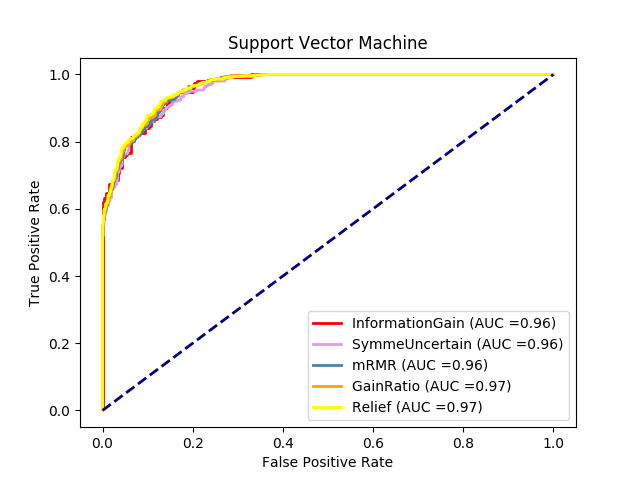 Support Vector Machine
True Positive Rate
1.0
0.8
0.6
0.4
0.2
0.0
InformationGain (AUC =0.96)
SymmeUncertain (AUC =0.96)
mRMR (AUC =0.96)
GainRatio (AUC =0.97)
Relief (AUC =0.97)
0.0 0.2 0.4 0.6 0.8 1.0
False Positive Rate